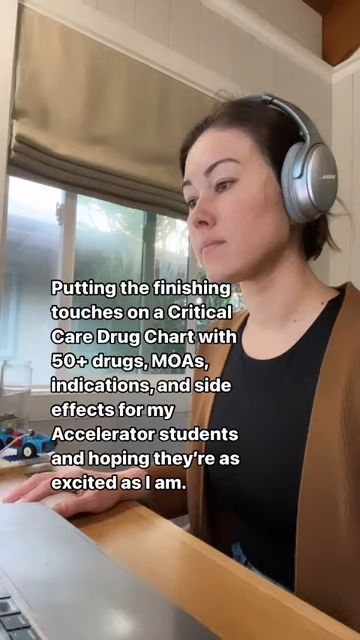 BOSE
Putting the finishing
touches on a Critical
Care Drug Chart with
50+ drugs, MOAs,
indications, and side
effects for my
Accelerator students
and hoping they're as
excited as I am.